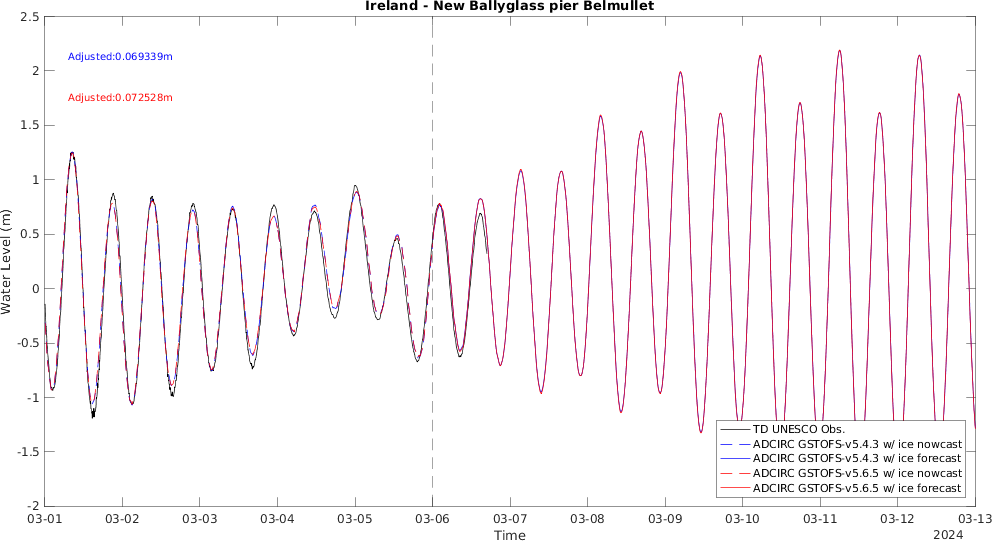 Ireland - New Ballyglass pier Belmullet
Adjusted:0.069339m
Adjusted:0.072528m
Water Level (m)
2.5
2
1.5
1
0.5
0
-0.5
-1
-1.5
-2
TD UNESCO Obs.
ADCIRC GSTOFS-v5.4.3 w/ ice nowcast
ADCIRC GSTOFS-v5.4.3 w/ ice forecast
ADCIRC GSTOFS-v5.6.5 w/ ice nowcast
ADCIRC GSTOFS-v5.6.5 w/ ice forecast
03-01 03-02 03-03 03-04 03-05 03-06 03-07 03-08 03-09 03-10 03-11 03-12 03-13
Time
2024